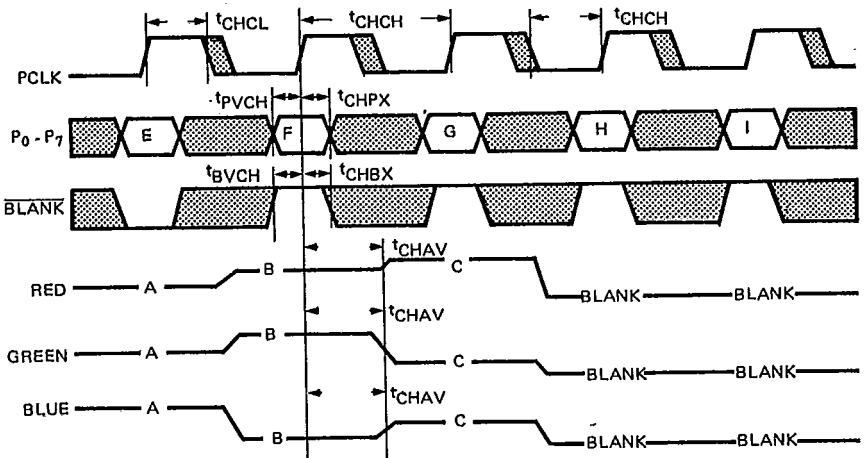 tCHCL tCHCH tCHCH
PCLK
tPVCH tCHPX
P0 - P7 E F G H I
tBVCH tCHBX
BLANK
tCHAV
RED A B C BLANK BLANK
tCHAV
GREEN A B C BLANK BLANK
tCHAV
BLUE A B C BLANK BLANK